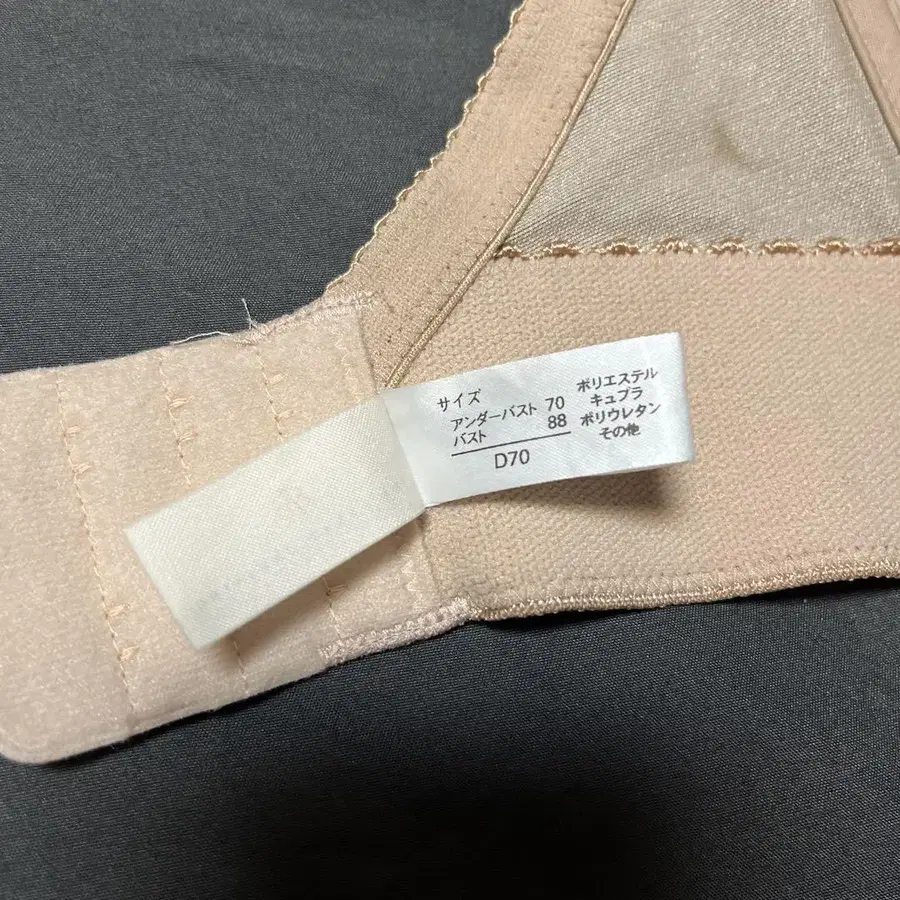 サイズ
アンダーバスト 70
バスト 88
D70
ポリエステル
キュプラ
ポリウレタン
その他